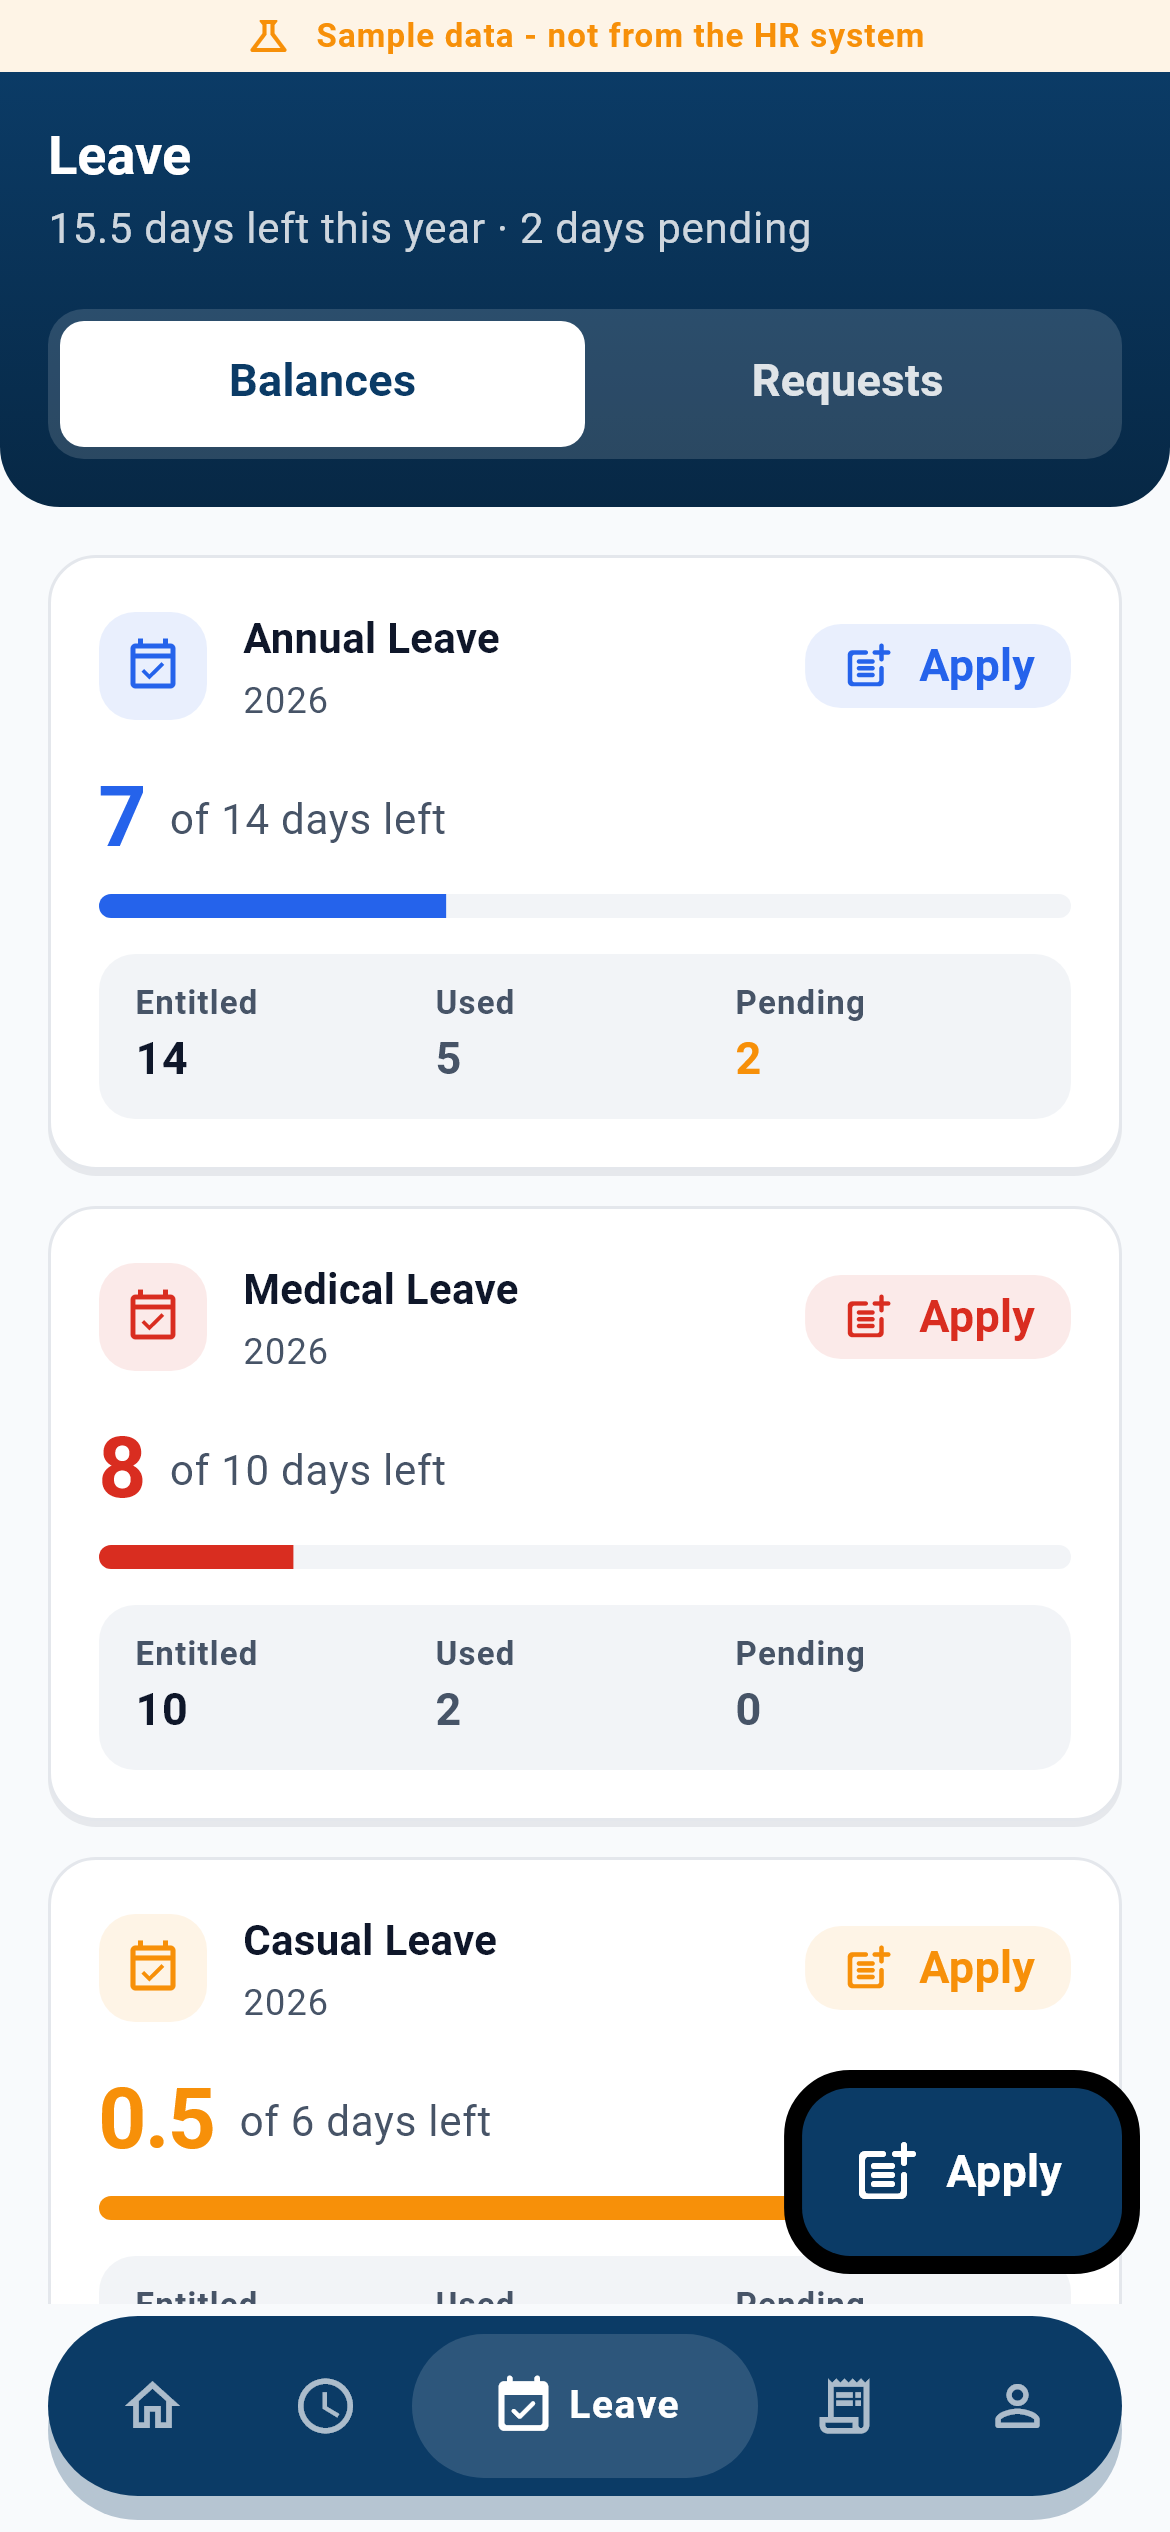 Sample data - not from the HR system
Leave
15.5 days left this year · 2 days pending
Balances
Requests
Annual Leave
2026
Apply
7 of 14 days left
Entitled
Used
Pending
14
5
2
Medical Leave
2026
Apply
8 of 10 days left
Entitled
Used
Pending
10
2
0
Casual Leave
2026
Apply
0.5 of 6 days left
Apply
Entitled
Used
Pending
Leave